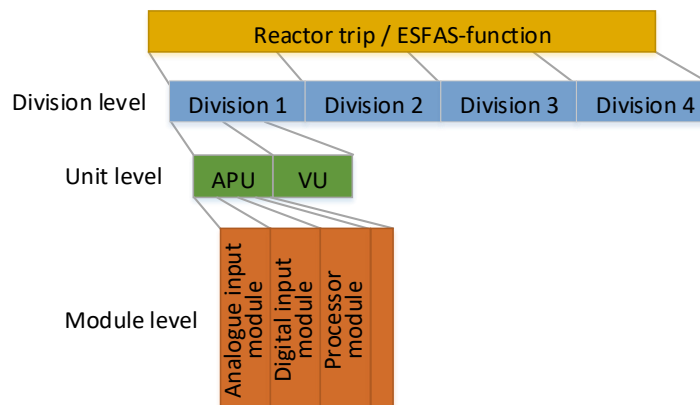 Reactor trip / ESFAS-function
Division level
Division 1
Division 2
Division 3
Division 4
Unit level
APU
VU
Module level
Analogue input
module
Digital input
module
Processor
module